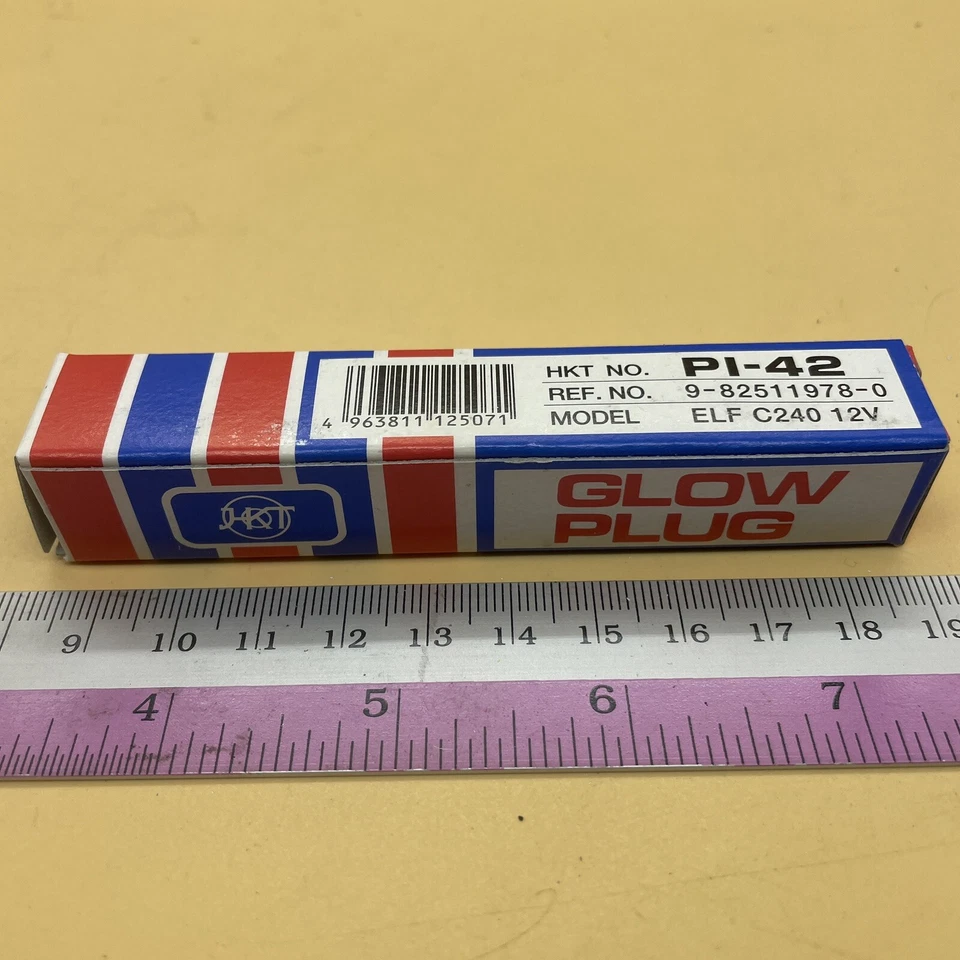 HKT NO. PI-42
REF. NO. 9-82511978-0
MODEL ELF C240 12V
4 963811 125071
HKT
GLOW
PLUG
9 10 11 12 13 14 15 16 17 18 19
4 5 6 7